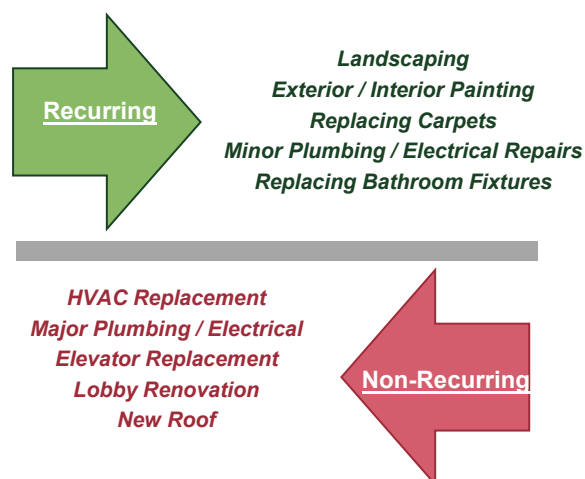 Recurring
Landscaping
Exterior / Interior Painting
Replacing Carpets
Minor Plumbing / Electrical Repairs
Replacing Bathroom Fixtures
HVAC Replacement
Major Plumbing / Electrical
Elevator Replacement
Lobby Renovation
New Roof
Non-Recurring